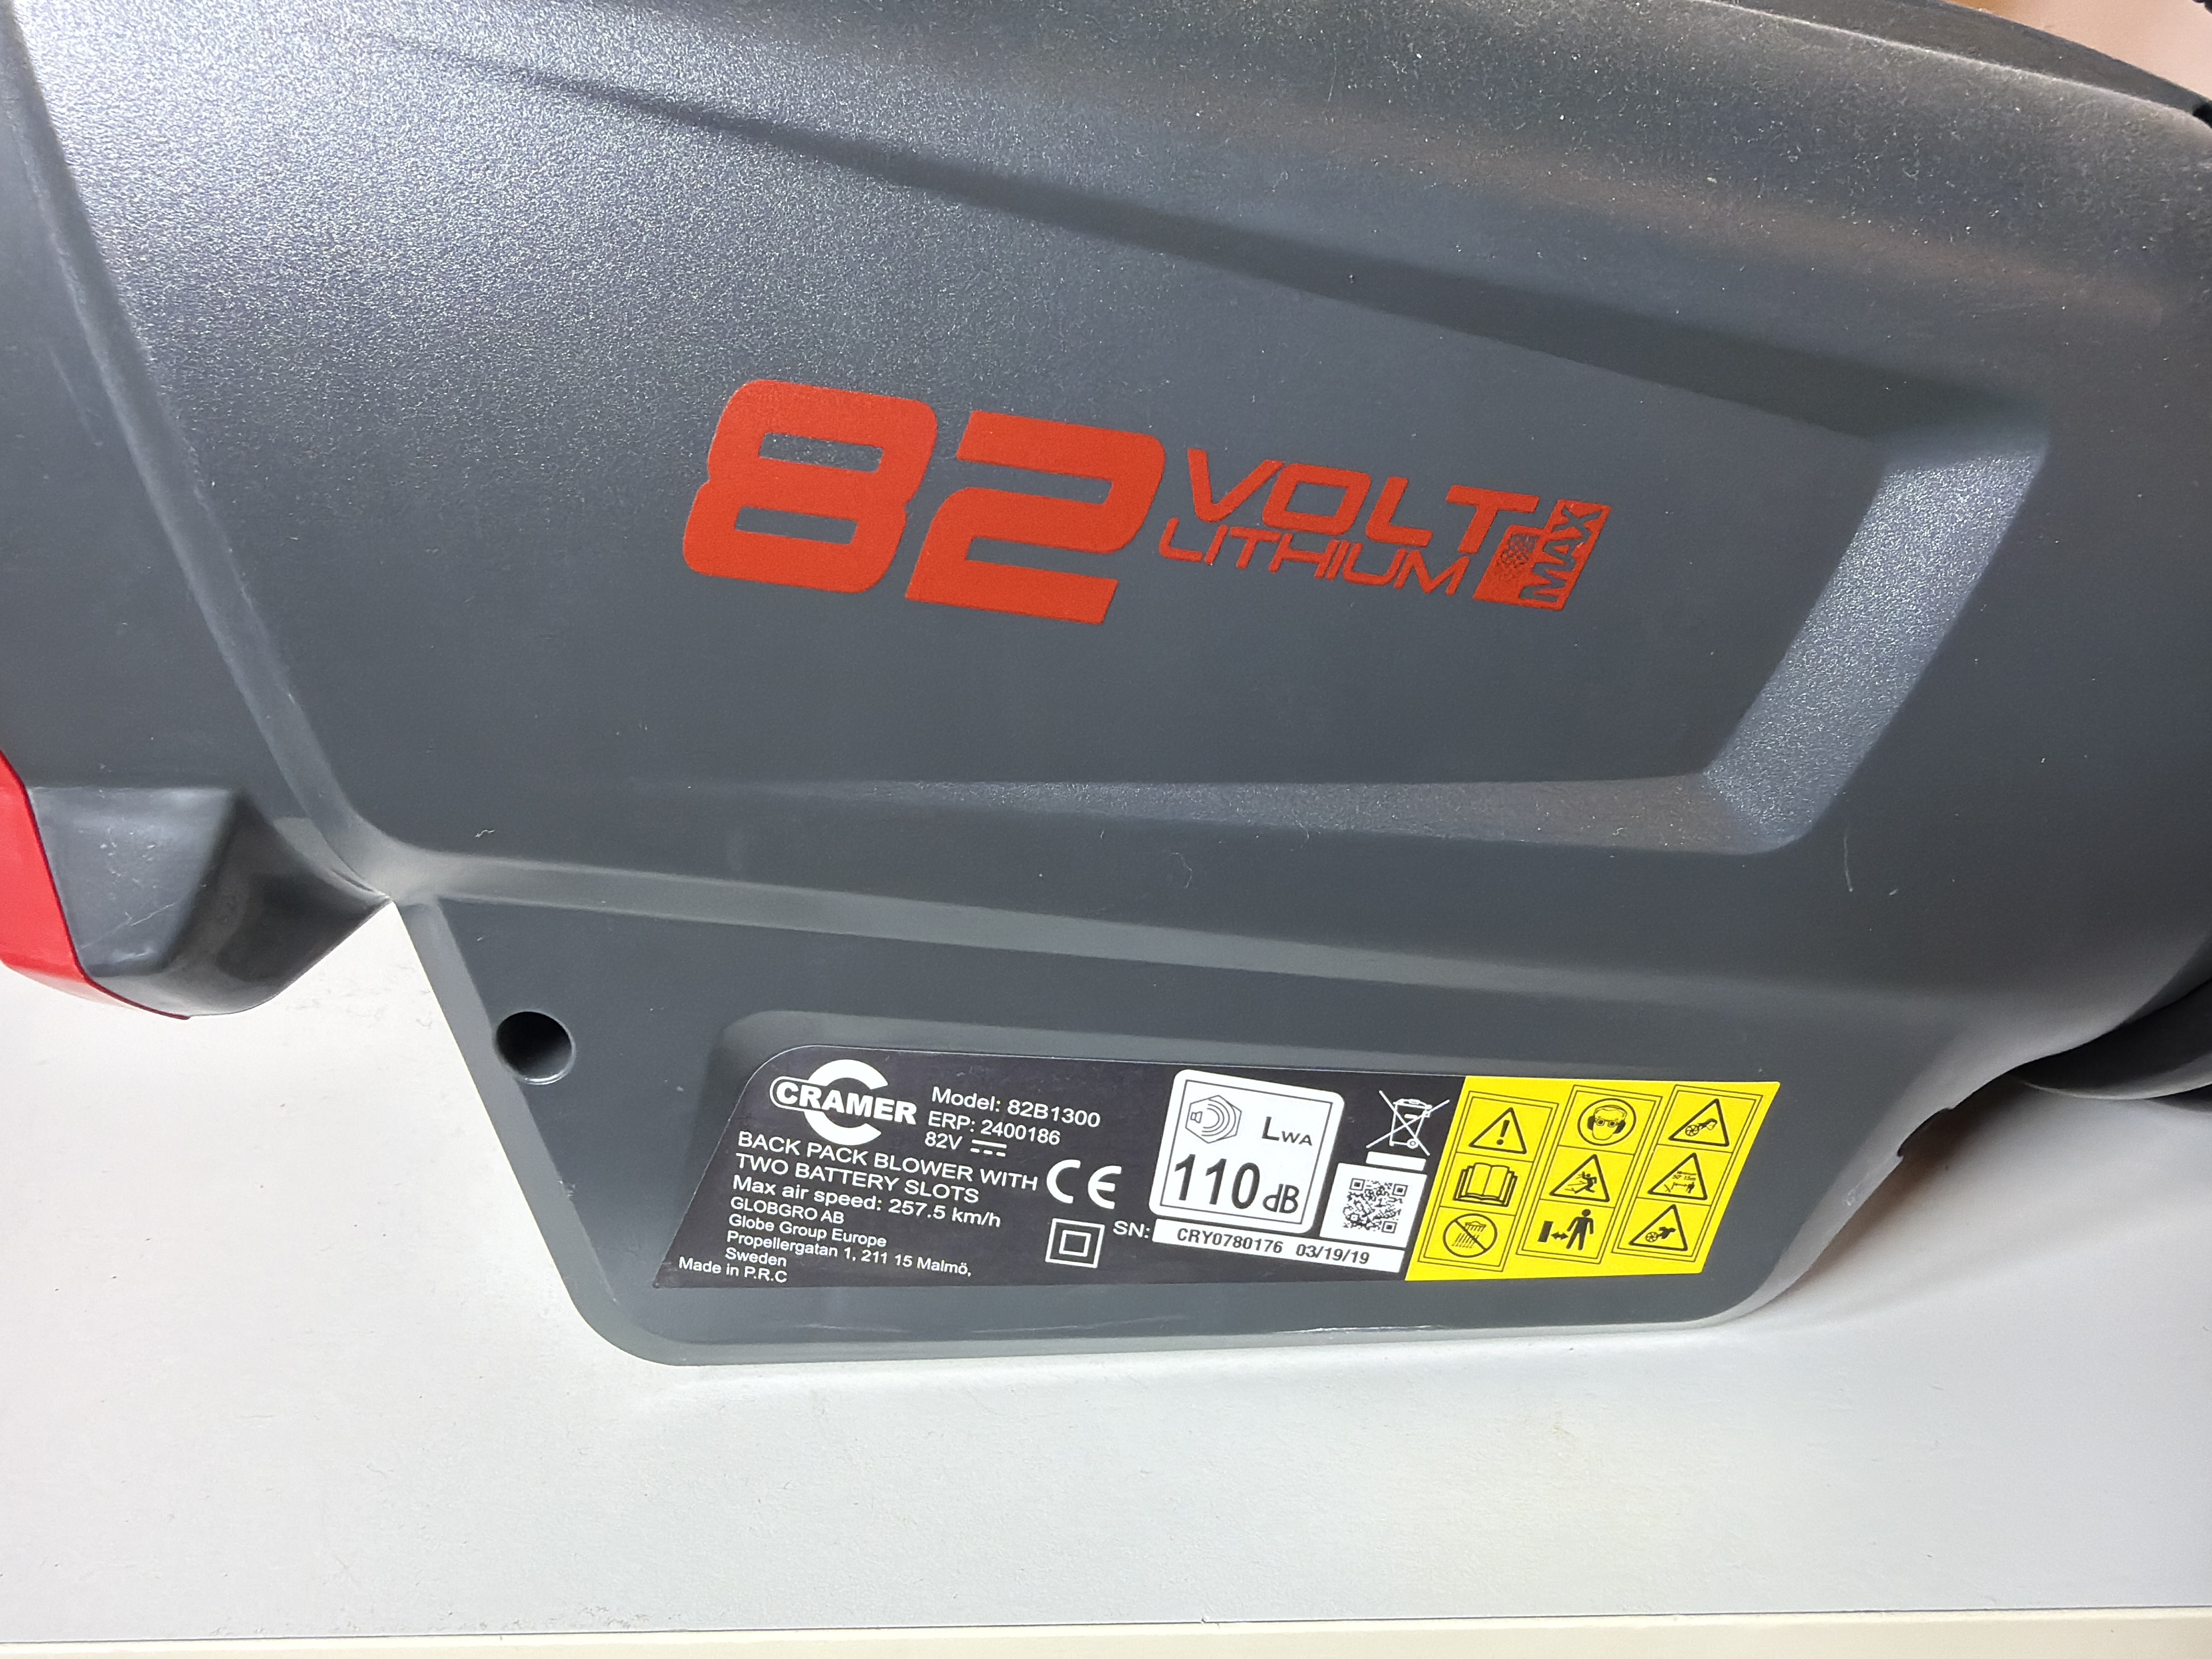 82 VOLT
LITHIUM MAX
CRAMER
Model: 82B1300
ERP: 2400186
82V
BACK PACK BLOWER WITH
TWO BATTERY SLOTS
Max air speed: 257.5 km/h
GLOBGRO AB
Globe Group Europe
Propellergatan 1, 211 15 Malmö,
Sweden
Made in P.R.C
CE
LWA
110 dB
SN: CRY0780176 03/19/19